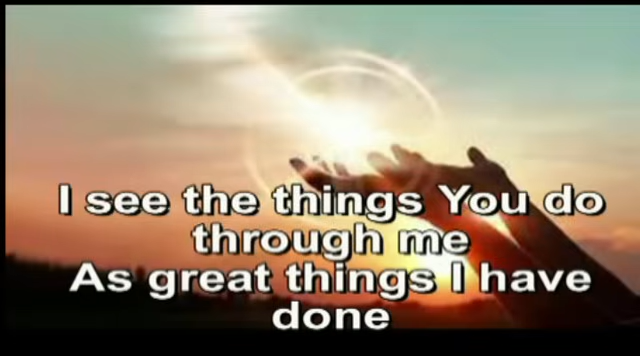 I see the things You do
through me
As great things I have
done